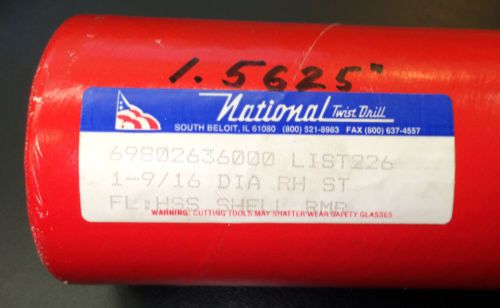 1.5625"
National Twist Drill
SOUTH BELOIT, IL 61080 (800) 521-8983 FAX (800) 637-4557
69802636000 LIST226
1-9/16 DIA RH ST
FL:HSS SHELL RMR
WARNING: CUTTING TOOLS MAY SHATTER WEAR SAFETY GLASSES